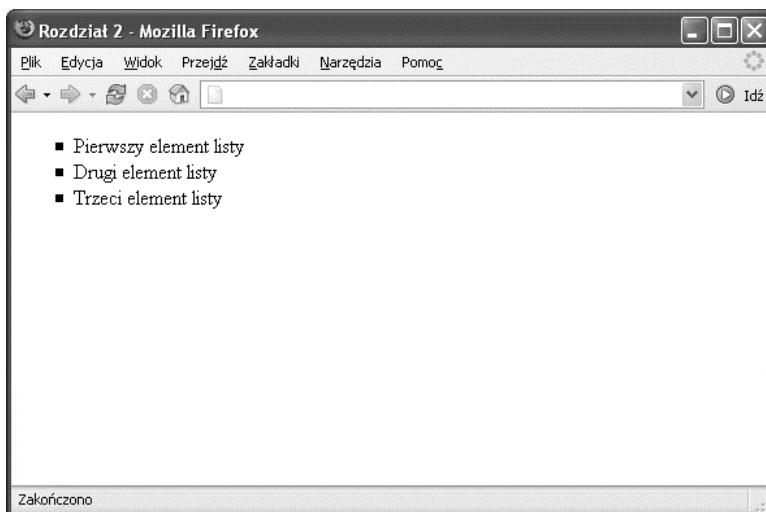 Rozdział 2 - Mozilla Firefox
Plik Edycja Widok Przejdź Zakładki Narzędzia Pomoc
Idź
Pierwszy element listy
Drugi element listy
Trzeci element listy
Zakończono